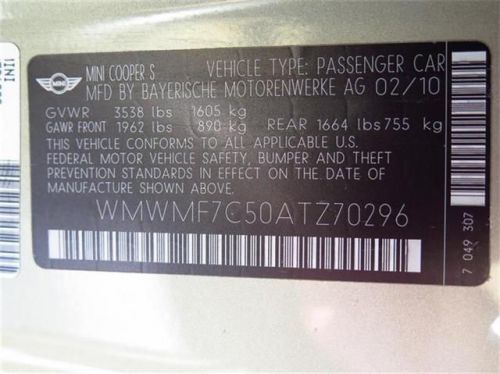 MINI
MINI COOPER S
VEHICLE TYPE: PASSENGER CAR
MFD BY BAYERISCHE MOTORENWERKE AG 02/10
GVWR 3538 lbs 1605 kg
GAWR FRONT 1962 lbs 890 kg REAR 1664 lbs 755 kg
THIS VEHICLE CONFORMS TO ALL APPLICABLE U.S.
FEDERAL MOTOR VEHICLE SAFETY, BUMPER AND THEFT
PREVENTION STANDARDS IN EFFECT ON THE DATE
OF MANUFACTURE SHOWN ABOVE.
WMWMF7C50ATZ70296
7 049 307